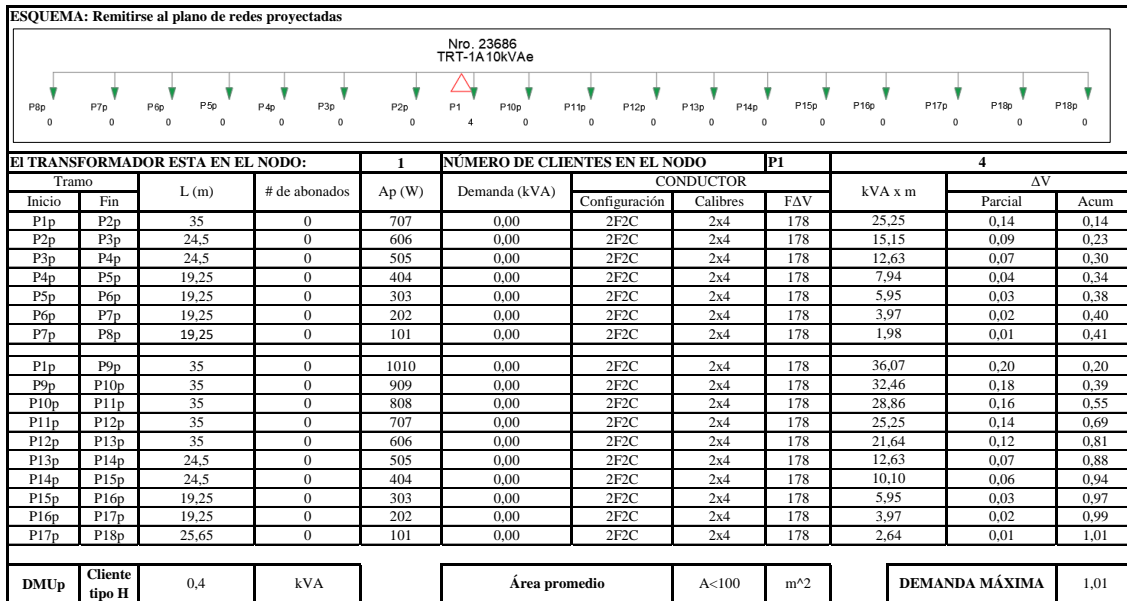 ESQUEMA: Remitirse al plano de redes proyectadas
Nro. 23686
TRT-1A10kVAe
P8p P7p P6p P5p P4p P3p P2p P1 P10p P11p P12p P13p P14p P15p P16p P17p P18p P18p
0 0 0 0 0 0 0 4 0 0 0 0 0 0 0 0 0 0
El TRANSFORMADOR ESTA EN EL NODO: 1 NÚMERO DE CLIENTES EN EL NODO P1 4
Tramo L (m) # de abonados Ap (W) Demanda (kVA) CONDUCTOR kVA x m ΔV
Inicio Fin Configuración Calibres FΔV Parcial Acum
P1p P2p 35 0 707 0,00 2F2C 2x4 178 25,25 0,14 0,14
P2p P3p 24,5 0 606 0,00 2F2C 2x4 178 15,15 0,09 0,23
P3p P4p 24,5 0 505 0,00 2F2C 2x4 178 12,63 0,07 0,30
P4p P5p 19,25 0 404 0,00 2F2C 2x4 178 7,94 0,04 0,34
P5p P6p 19,25 0 303 0,00 2F2C 2x4 178 5,95 0,03 0,38
P6p P7p 19,25 0 202 0,00 2F2C 2x4 178 3,97 0,02 0,40
P7p P8p 19,25 0 101 0,00 2F2C 2x4 178 1,98 0,01 0,41
P1p P9p 35 0 1010 0,00 2F2C 2x4 178 36,07 0,20 0,20
P9p P10p 35 0 909 0,00 2F2C 2x4 178 32,46 0,18 0,39
P10p P11p 35 0 808 0,00 2F2C 2x4 178 28,86 0,16 0,55
P11p P12p 35 0 707 0,00 2F2C 2x4 178 25,25 0,14 0,69
P12p P13p 35 0 606 0,00 2F2C 2x4 178 21,64 0,12 0,81
P13p P14p 24,5 0 505 0,00 2F2C 2x4 178 12,63 0,07 0,88
P14p P15p 24,5 0 404 0,00 2F2C 2x4 178 10,10 0,06 0,94
P15p P16p 19,25 0 303 0,00 2F2C 2x4 178 5,95 0,03 0,97
P16p P17p 19,25 0 202 0,00 2F2C 2x4 178 3,97 0,02 0,99
P17p P18p 25,65 0 101 0,00 2F2C 2x4 178 2,64 0,01 1,01
DMUp Cliente tipo H 0,4 kVA Área promedio A<100 m^2 DEMANDA MÁXIMA 1,01